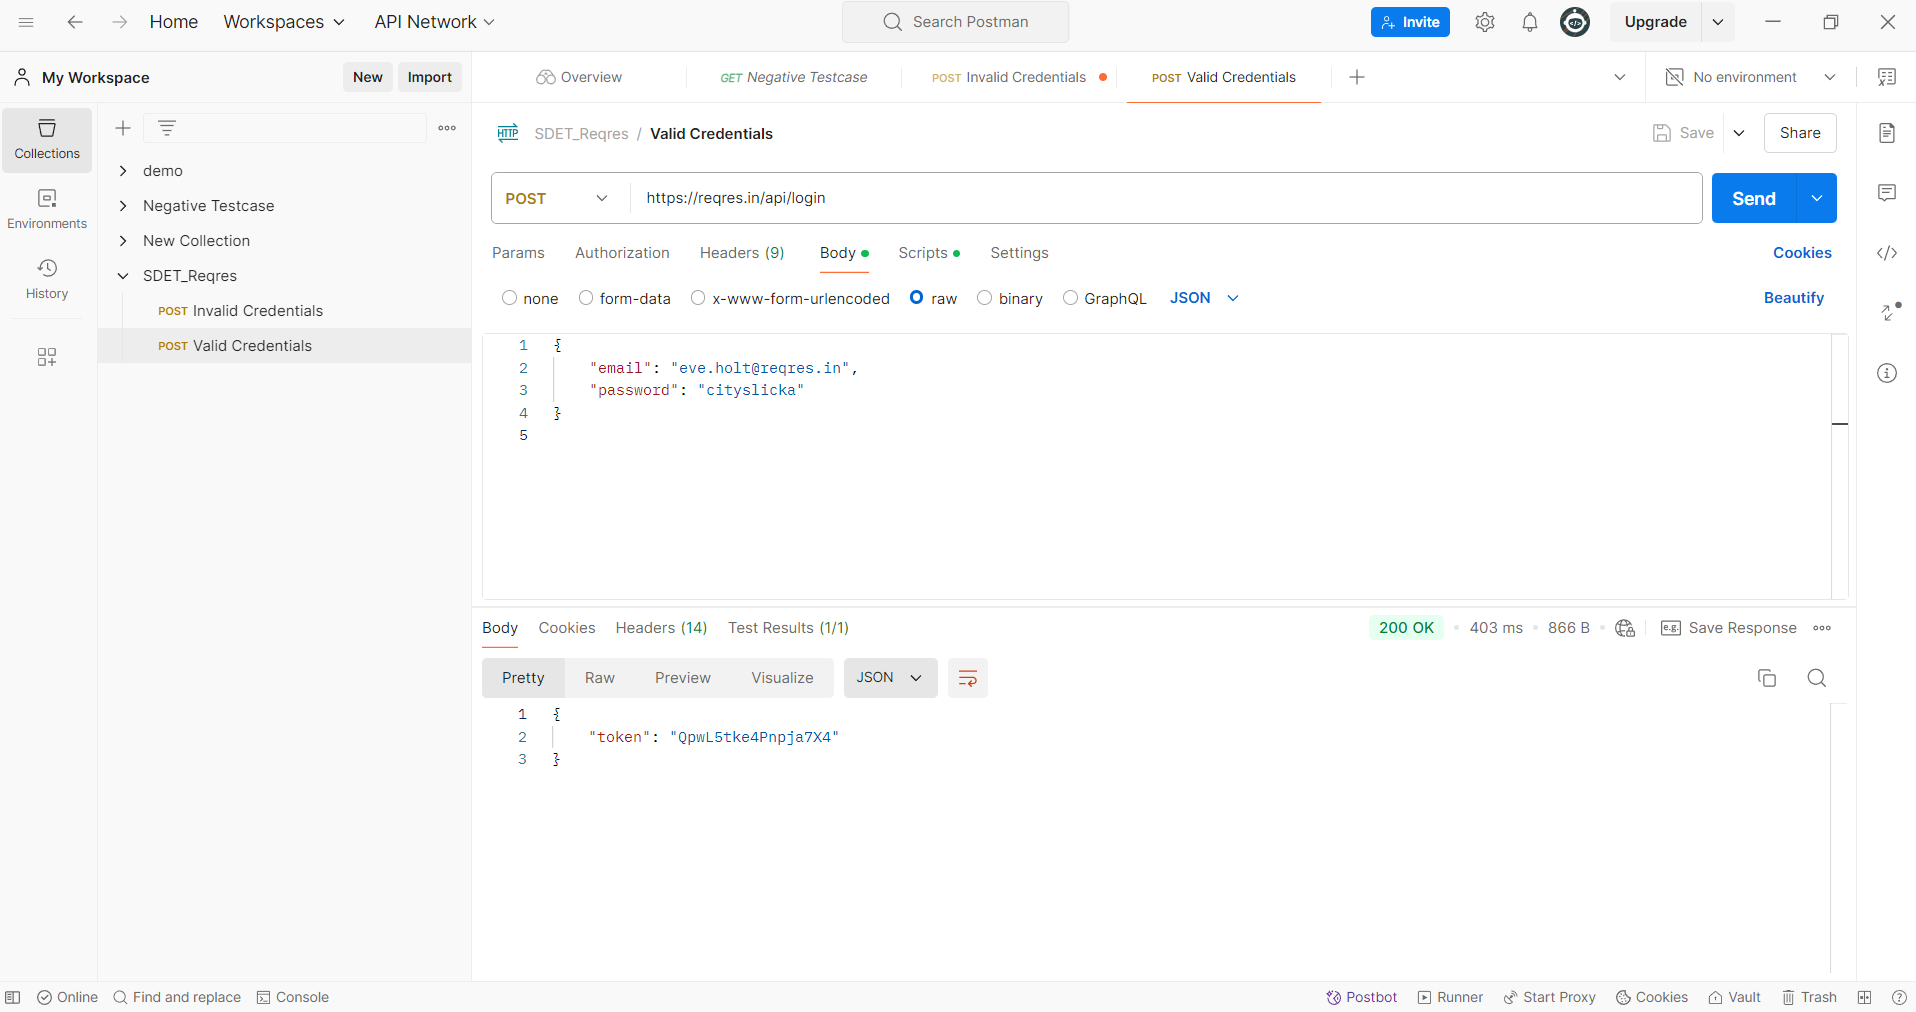 Home Workspaces API Network Search Postman Invite Upgrade
My Workspace New Import Overview GET Negative Testcase POST Invalid Credentials POST Valid Credentials No environment
Collections
Environments
History
demo
Negative Testcase
New Collection
SDET_Reqres
POST Invalid Credentials
POST Valid Credentials
HTTP SDET_Reqres / Valid Credentials Save Share
POST https://reqres.in/api/login Send
Params Authorization Headers (9) Body Scripts Settings Cookies
none form-data x-www-form-urlencoded raw binary GraphQL JSON Beautify
1 {
2 "email": "eve.holt@reqres.in",
3 "password": "cityslicka"
4 }
5
Body Cookies Headers (14) Test Results (1/1) 200 OK 403 ms 866 B e.g. Save Response
Pretty Raw Preview Visualize JSON
1 {
2 "token": "QpwL5tke4Pnpja7X4"
3 }
Online Find and replace Console Postbot Runner Start Proxy Cookies Vault Trash